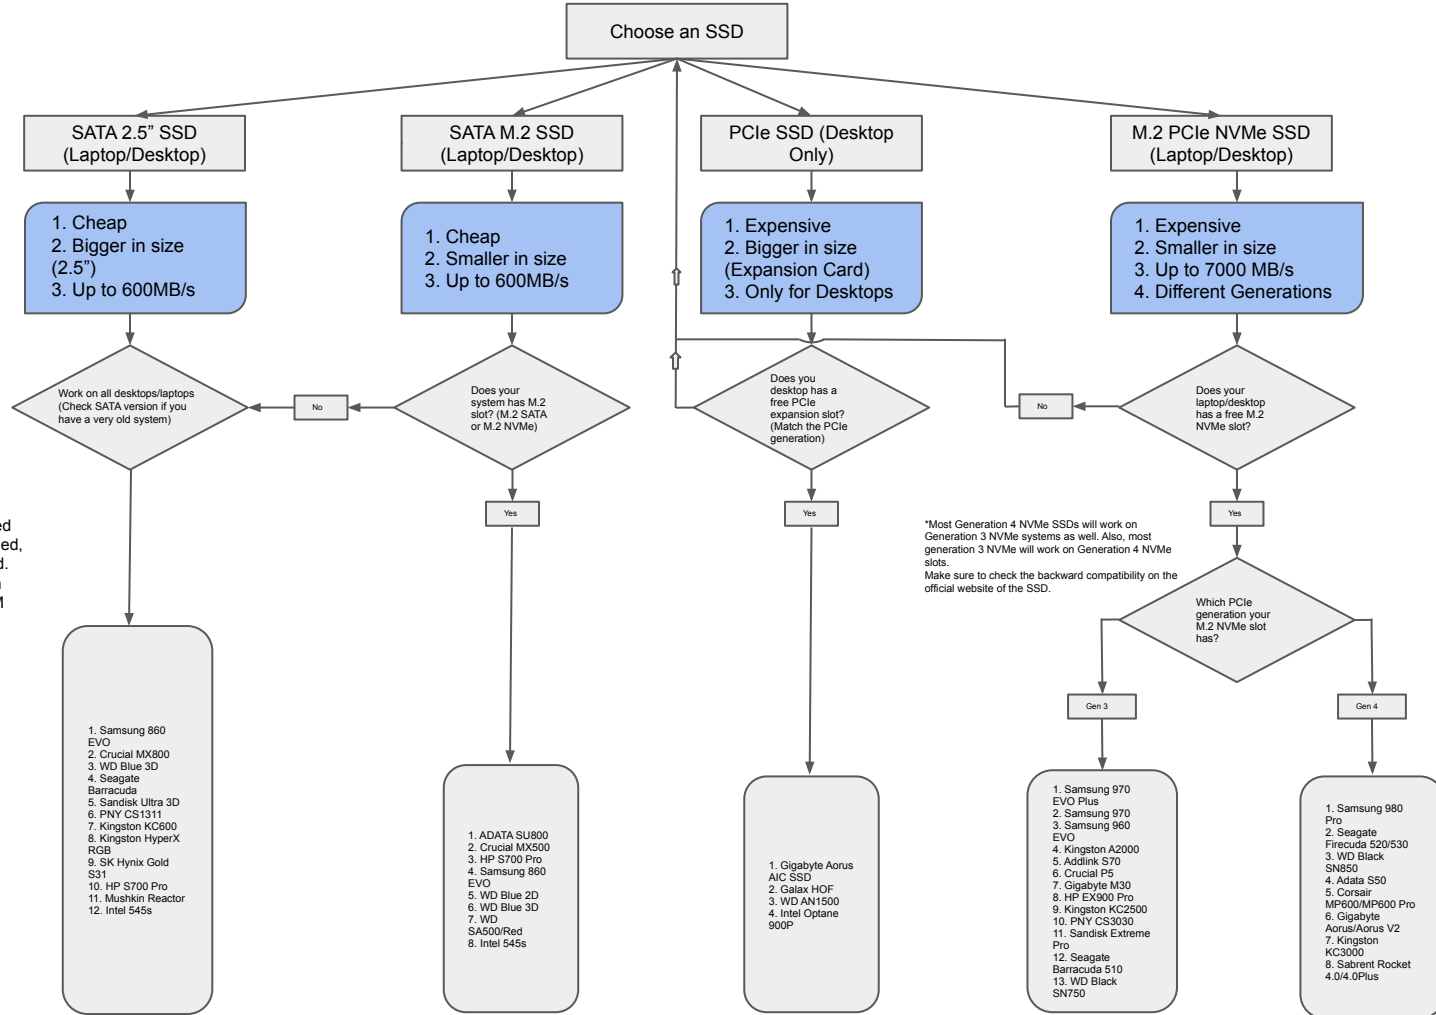 Choose an SSD
SATA 2.5” SSD
(Laptop/Desktop)
SATA M.2 SSD
(Laptop/Desktop)
PCIe SSD (Desktop
Only)
M.2 PCIe NVMe SSD
(Laptop/Desktop)
1. Cheap
2. Bigger in size
(2.5”)
3. Up to 600MB/s
1. Cheap
2. Smaller in size
3. Up to 600MB/s
1. Expensive
2. Bigger in size
(Expansion Card)
3. Only for Desktops
1. Expensive
2. Smaller in size
3. Up to 7000 MB/s
4. Different Generations
Work on all desktops/laptops
(Check SATA version if you
have a very old system)
No
Does your
system has M.2
slot? (M.2 SATA
or M.2 NVMe)
Does you
desktop has a
free PCIe
expansion slot?
(Match the PCIe
generation)
No
Does your
laptop/desktop
has a free M.2
NVMe slot?
Yes
Yes
Yes
ed
ed,
d.
*Most Generation 4 NVMe SSDs will work on
Generation 3 NVMe systems as well. Also, most
generation 3 NVMe will work on Generation 4 NVMe
slots.
Make sure to check the backward compatibility on the
official website of the SSD.
Which PCIe
generation your
M.2 NVMe slot
has?
Gen 3
Gen 4
1. Samsung 860
EVO
2. Crucial MX800
3. WD Blue 3D
4. Seagate
Barracuda
5. Sandisk Ultra 3D
6. PNY CS1311
7. Kingston KC600
8. Kingston HyperX
RGB
9. SK Hynix Gold
S31
10. HP S700 Pro
11. Mushkin Reactor
12. Intel 545s
1. ADATA SU800
2. Crucial MX500
3. HP S700 Pro
4. Samsung 860
EVO
5. WD Blue 2D
6. WD Blue 3D
7. WD
SA500/Red
8. Intel 545s
1. Gigabyte Aorus
AIC SSD
2. Galax HOF
3. WD AN1500
4. Intel Optane
900P
1. Samsung 970
EVO Plus
2. Samsung 970
3. Samsung 960
EVO
4. Kingston A2000
5. Addlink S70
6. Crucial P5
7. Gigabyte M30
8. HP EX900 Pro
9. Kingston KC2500
10. PNY CS3030
11. Sandisk Extreme
Pro
12. Seagate
Barracuda 510
13. WD Black
SN750
1. Samsung 980
Pro
2. Seagate
Firecuda 520/530
3. WD Black
SN850
4. Adata S50
5. Corsair
MP600/MP600 Pro
6. Gigabyte
Aorus/Aorus V2
7. Kingston
KC3000
8. Sabrent Rocket
4.0/4.0Plus